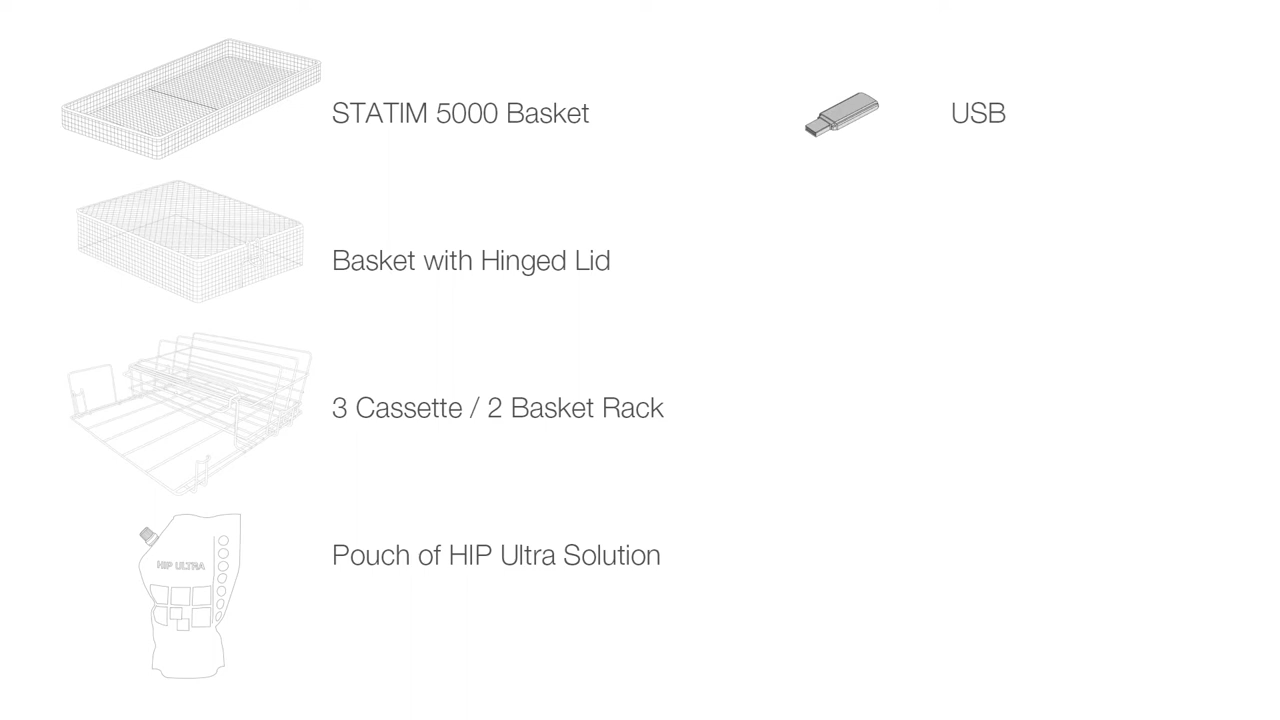 STATIM 5000 Basket
USB
Basket with Hinged Lid
3 Cassette / 2 Basket Rack
Pouch of HIP Ultra Solution
HIP ULTRA